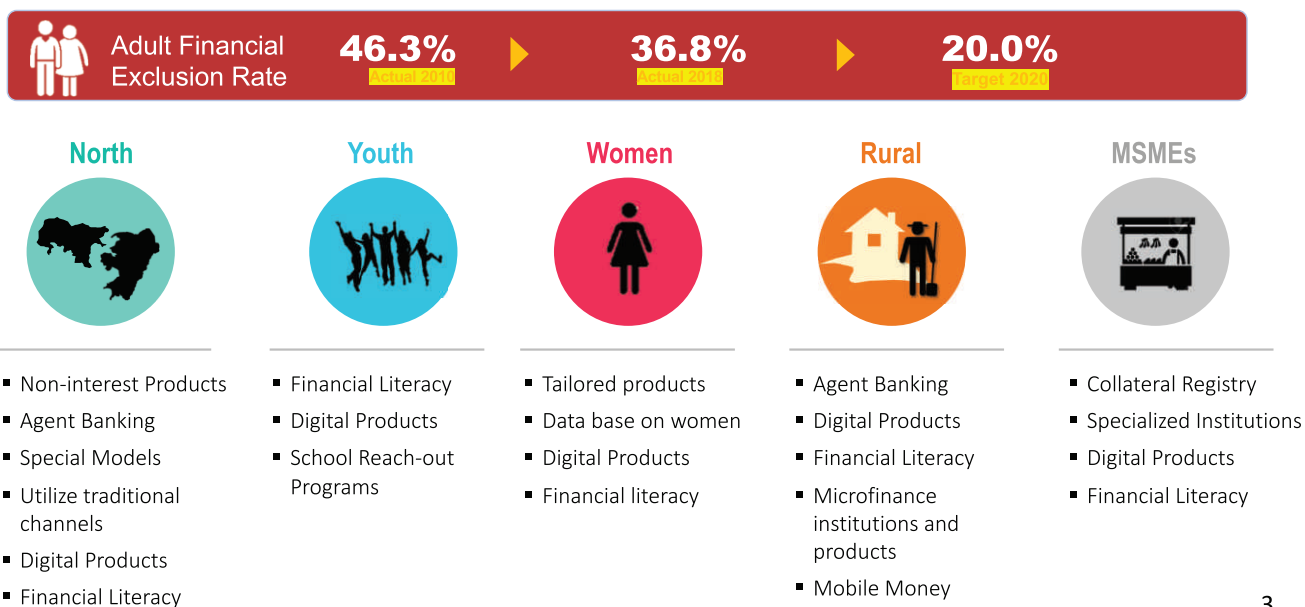 Adult Financial
Exclusion Rate
46.3%
Actual 2010
36.8%
Actual 2018
20.0%
Target 2020
North
▪ Non-interest Products
▪ Agent Banking
▪ Special Models
▪ Utilize traditional
channels
▪ Digital Products
▪ Financial Literacy
Youth
▪ Financial Literacy
▪ Digital Products
▪ School Reach-out
Programs
Women
▪ Tailored products
▪ Data base on women
▪ Digital Products
▪ Financial literacy
Rural
▪ Agent Banking
▪ Digital Products
▪ Financial Literacy
▪ Microfinance
institutions and
products
▪ Mobile Money
MSMEs
▪ Collateral Registry
▪ Specialized Institutions
▪ Digital Products
▪ Financial Literacy
3